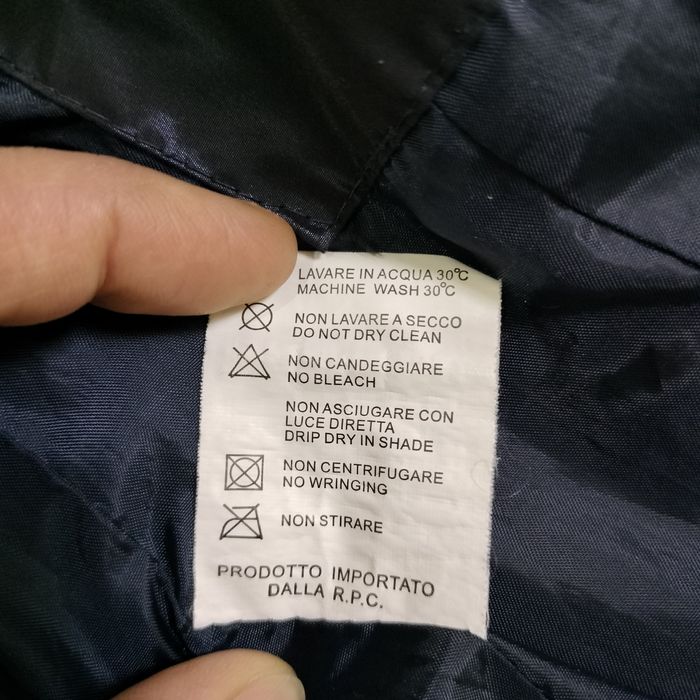 LAVARE IN ACQUA 30°C
MACHINE WASH 30°C
NON LAVARE A SECCO
DO NOT DRY CLEAN
NON CANDEGGIARE
NO BLEACH
NON ASCIUGARE CON
LUCE DIRETTA
DRIP DRY IN SHADE
NON CENTRIFUGARE
NO WRINGING
NON STIRARE
PRODOTTO IMPORTATO
DALLA R.P.C.